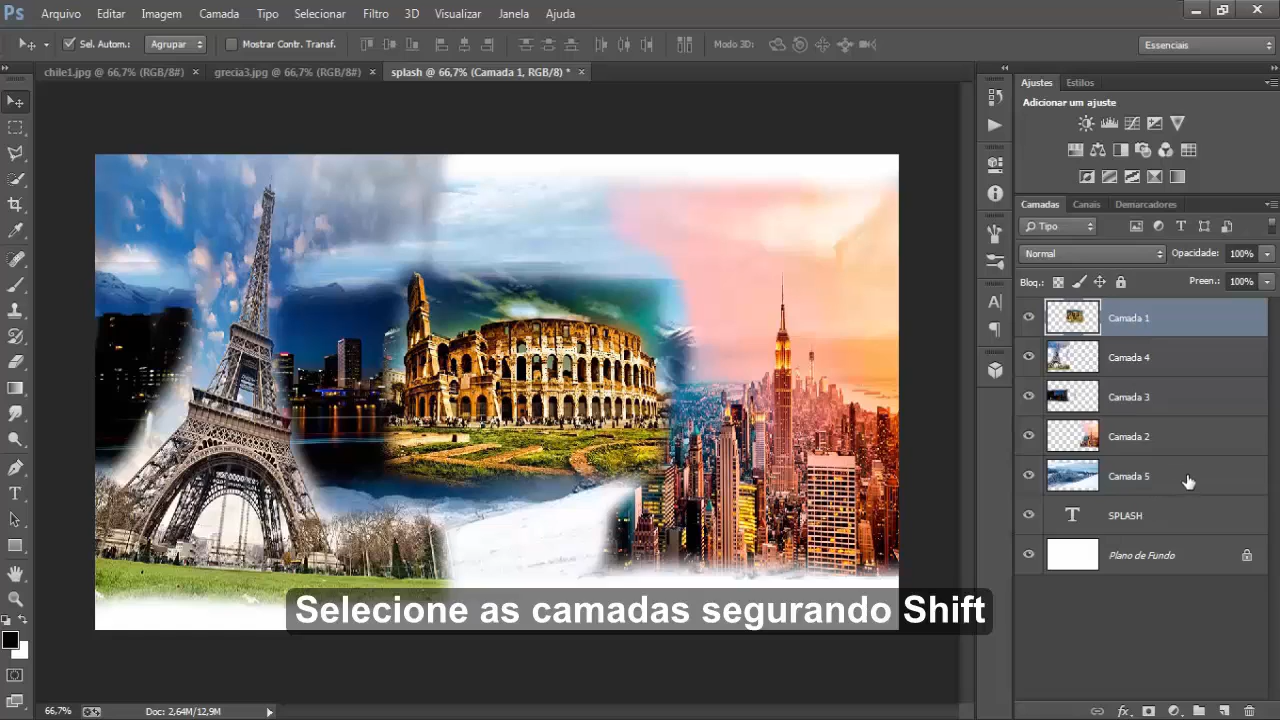 Ps Arquivo Editar Imagem Camada Tipo Selecionar Filtro 3D Visualizar Janela Ajuda
Sel. Autom.: Agrupar Mostrar Contr. Transf. Modo 3D: Essenciais
chile1.jpg @ 66,7% (RGB/8#) × grecia3.jpg @ 66,7% (RGB/8#) × splash @ 66,7% (Camada 1, RGB/8) * ×
Ajustes Estilos
Adicionar um ajuste
Camadas Canais Demarcadores
Tipo
Normal Opacidade: 100%
Bloq.: Preen.: 100%
Camada 1
Camada 4
Camada 3
Camada 2
Camada 5
T SPLASH
Plano de Fundo
Selecione as camadas segurando Shift
66,7% Doc: 2,64M/12,9M